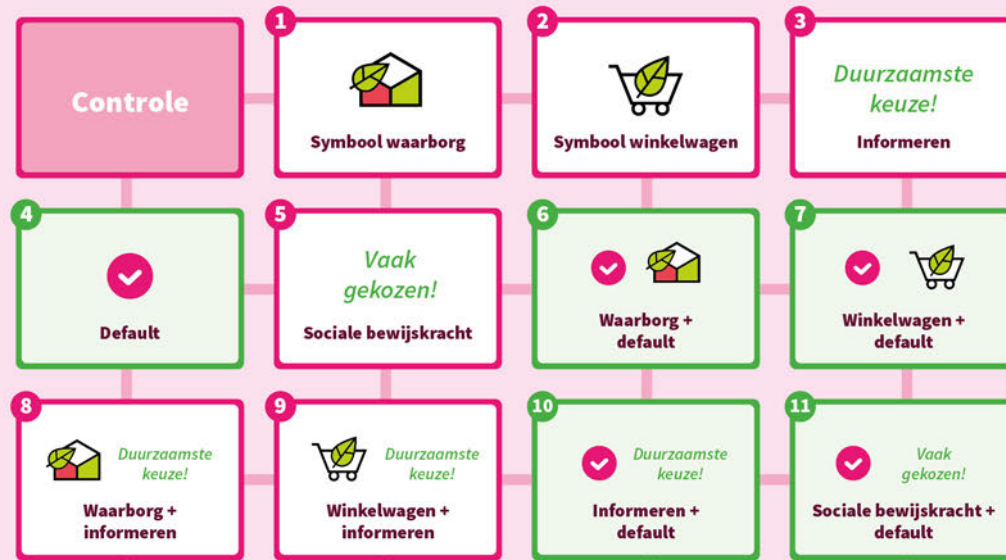 Controle
1
Symbool waarborg
2
Symbool winkelwagen
3
Duurzaamste
keuze!
Informeren
4
Default
5
Vaak
gekozen!
Sociale bewijskracht
6
Waarborg +
default
7
Winkelwagen +
default
8
Duurzaamste
keuze!
Waarborg +
informeren
9
Duurzaamste
keuze!
Winkelwagen +
informeren
10
Duurzaamste
keuze!
Informeren +
default
11
Vaak
gekozen!
Sociale bewijskracht +
default